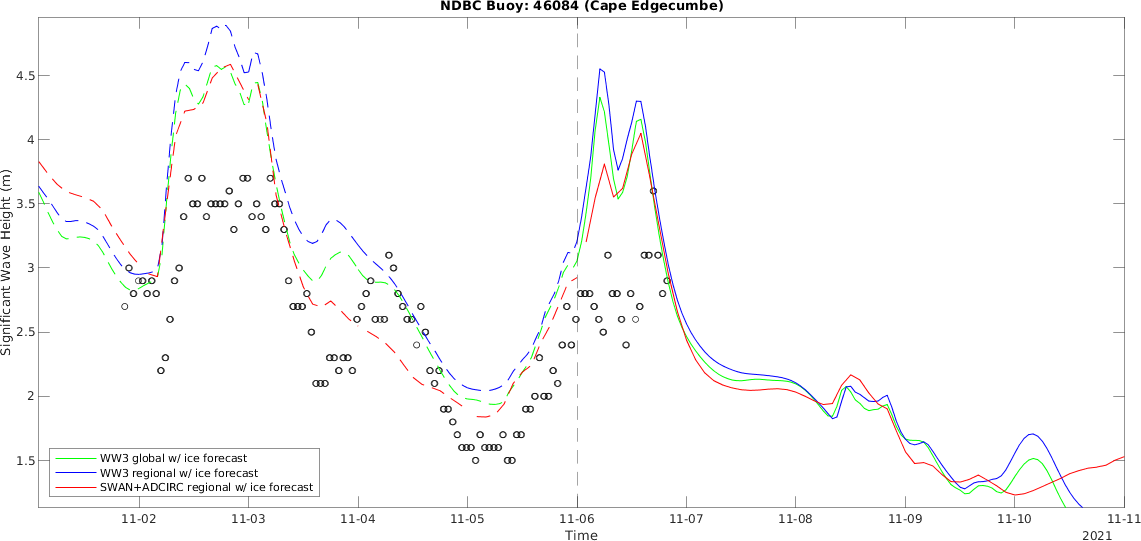 NDBC Buoy: 46084 (Cape Edgecumbe)
Significant Wave Height (m)
4.5
4
3.5
3
2.5
2
1.5
WW3 global w/ ice forecast
WW3 regional w/ ice forecast
SWAN+ADCIRC regional w/ ice forecast
11-02 11-03 11-04 11-05 11-06 11-07 11-08 11-09 11-10 11-11
Time
2021